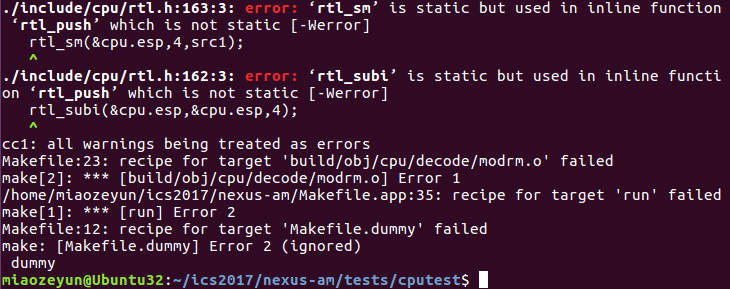 ./include/cpu/rtl.h:163:3: error: ‘rtl_sm’ is static but used in inline function
‘rtl_push’ which is not static [-Werror]
rtl_sm(&cpu.esp,4,src1);
^
./include/cpu/rtl.h:162:3: error: ‘rtl_subi’ is static but used in inline functi
on ‘rtl_push’ which is not static [-Werror]
rtl_subi(&cpu.esp,&cpu.esp,4);
^
cc1: all warnings being treated as errors
Makefile:23: recipe for target 'build/obj/cpu/decode/modrm.o' failed
make[2]: *** [build/obj/cpu/decode/modrm.o] Error 1
/home/miaozeyun/ics2017/nexus-am/Makefile.app:35: recipe for target 'run' failed
make[1]: *** [run] Error 2
Makefile:12: recipe for target 'Makefile.dummy' failed
make: [Makefile.dummy] Error 2 (ignored)
dummy
miaozeyun@Ubuntu32:~/ics2017/nexus-am/tests/cputest$